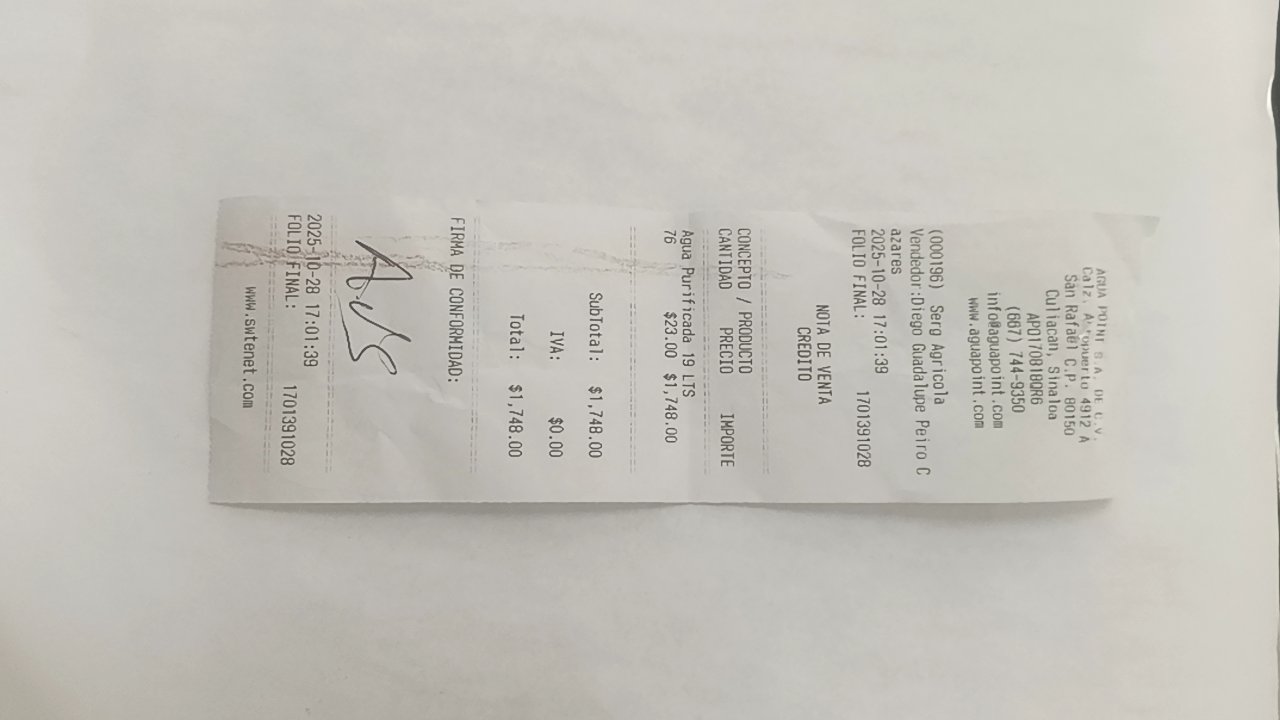 AGUA POINT S.A. DE C.V.
Calz. Aeropuerto 4912 A
San Rafael C.P. 80150
Culiacan, Sinaloa
APO170818QR6
(667) 744-9350
info@aguapoint.com
www.aguapoint.com
(000196) Serg Agricola
Vendedor:Diego Guadalupe Peiro C
azares
2025-10-28 17:01:39
FOLIO FINAL: 1701391028
NOTA DE VENTA
CREDITO
CONCEPTO / PRODUCTO
CANTIDAD PRECIO IMPORTE
Agua Purificada 19 LTS
76 $23.00 $1,748.00
SubTotal: $1,748.00
IVA: $0.00
Total: $1,748.00
FIRMA DE CONFORMIDAD:
2025-10-28 17:01:39
FOLIO FINAL: 1701391028
www.swtenet.com